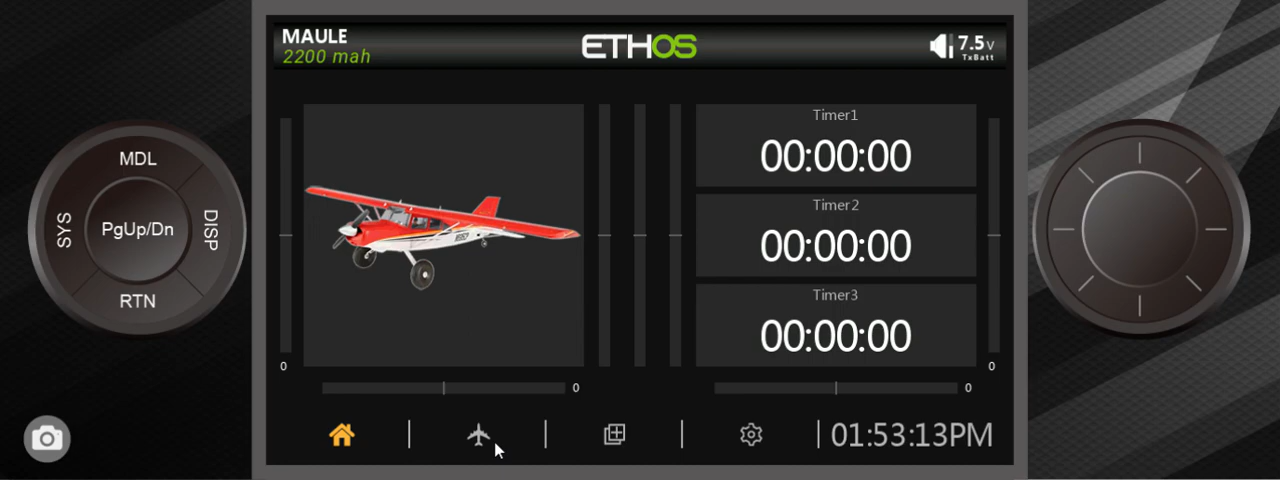 MAULE
2200 mah
ETHOS
7.5V
TxBatt
MDL
SYS
PgUp/Dn
DISP
RTN
Timer1
00:00:00
Timer2
00:00:00
Timer3
00:00:00
0
0
0
0
01:53:13PM